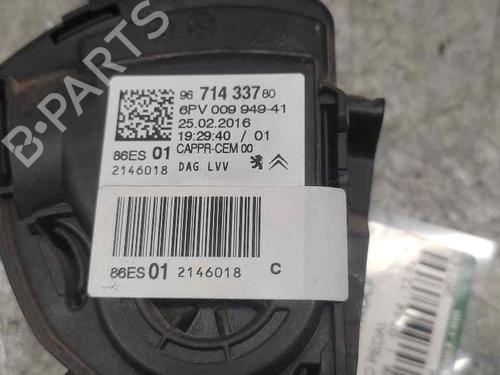 96 714 337 80
6PV 009 949-41
25.02.2016
19:29:40 / 01
86ES 01 CAPPR-CEM 00
2146018 DAG LVV
86ES 01 2146018 C